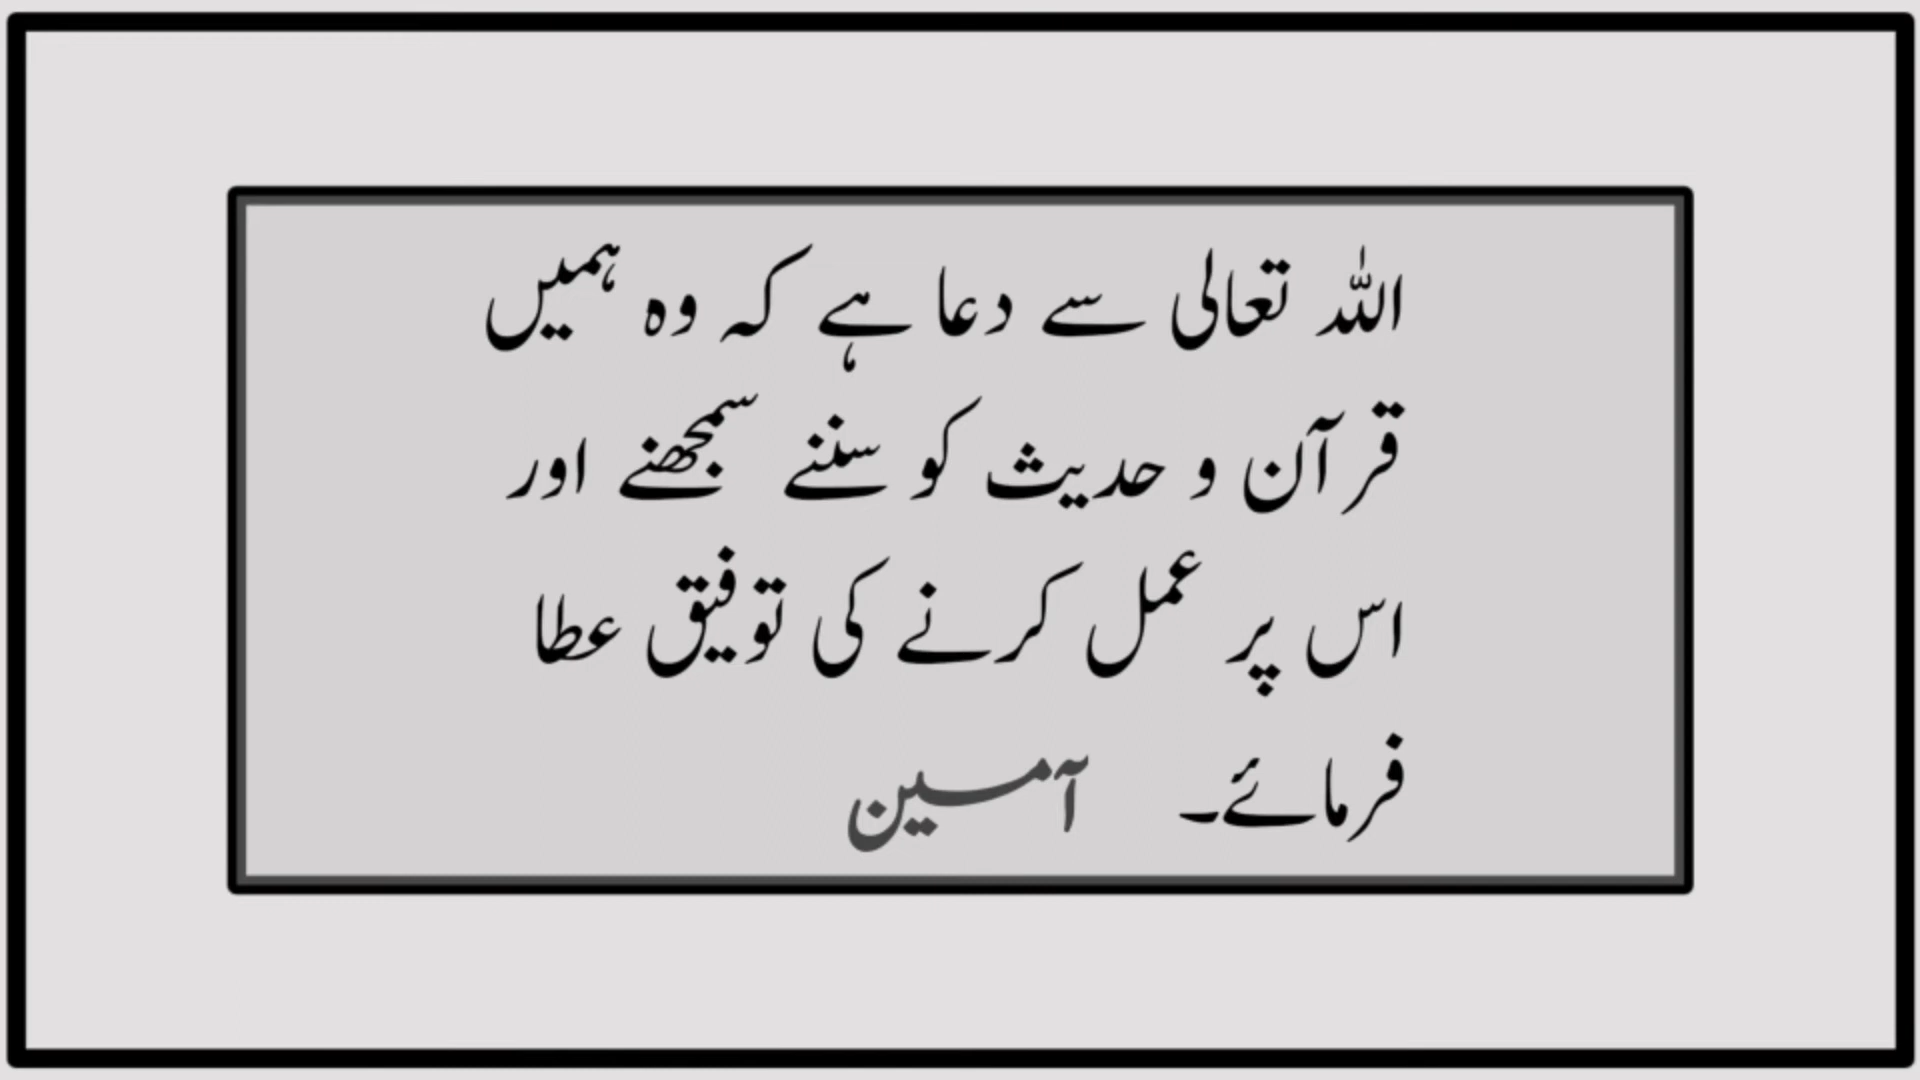 اللہ تعالی سے دعا ہے کہ وہ ہمیں
قرآن و حدیث کو سننے سمجھنے اور
اس پر عمل کرنے کی توفیق عطا
فرمائے۔ آمین